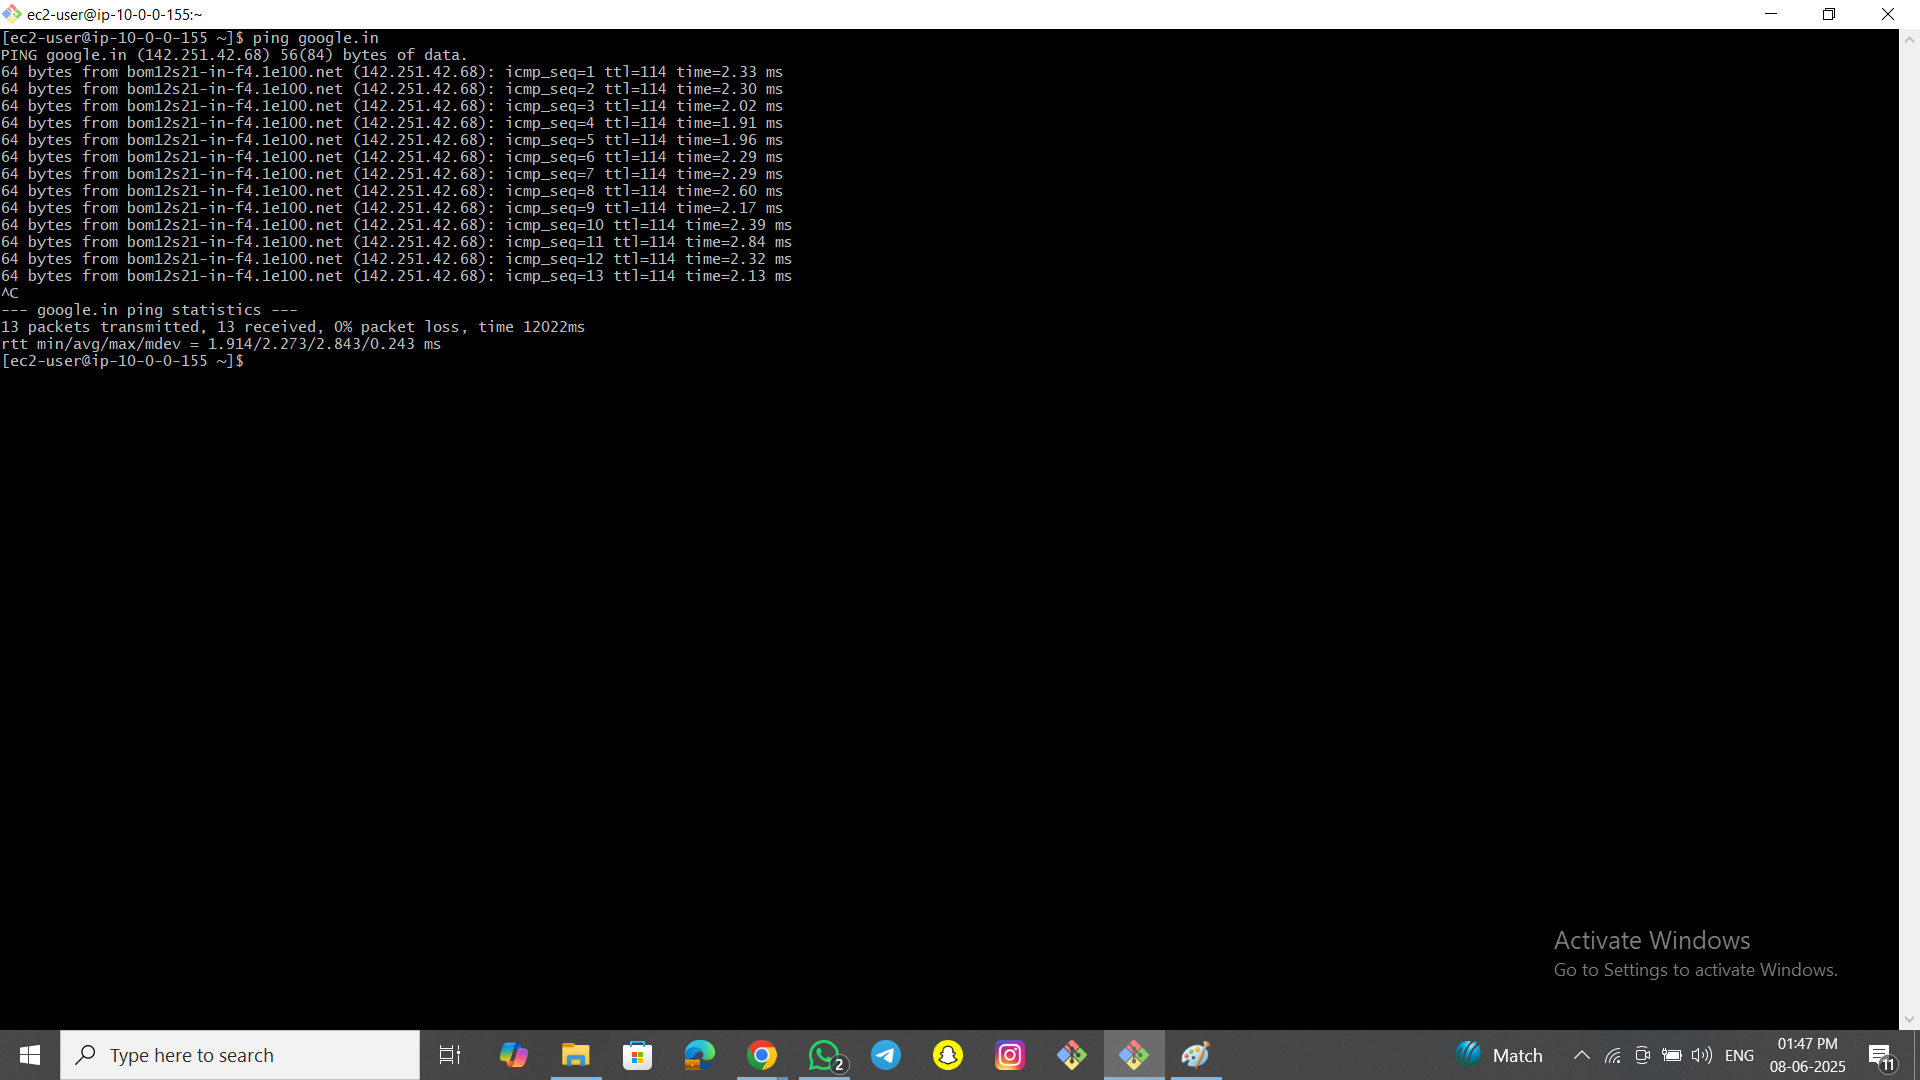 ec2-user@ip-10-0-0-155:~
[ec2-user@ip-10-0-0-155 ~]$ ping google.in
PING google.in (142.251.42.68) 56(84) bytes of data.
64 bytes from bom12s21-in-f4.1e100.net (142.251.42.68): icmp_seq=1 ttl=114 time=2.33 ms
64 bytes from bom12s21-in-f4.1e100.net (142.251.42.68): icmp_seq=2 ttl=114 time=2.30 ms
64 bytes from bom12s21-in-f4.1e100.net (142.251.42.68): icmp_seq=3 ttl=114 time=2.02 ms
64 bytes from bom12s21-in-f4.1e100.net (142.251.42.68): icmp_seq=4 ttl=114 time=1.91 ms
64 bytes from bom12s21-in-f4.1e100.net (142.251.42.68): icmp_seq=5 ttl=114 time=1.96 ms
64 bytes from bom12s21-in-f4.1e100.net (142.251.42.68): icmp_seq=6 ttl=114 time=2.29 ms
64 bytes from bom12s21-in-f4.1e100.net (142.251.42.68): icmp_seq=7 ttl=114 time=2.29 ms
64 bytes from bom12s21-in-f4.1e100.net (142.251.42.68): icmp_seq=8 ttl=114 time=2.60 ms
64 bytes from bom12s21-in-f4.1e100.net (142.251.42.68): icmp_seq=9 ttl=114 time=2.17 ms
64 bytes from bom12s21-in-f4.1e100.net (142.251.42.68): icmp_seq=10 ttl=114 time=2.39 ms
64 bytes from bom12s21-in-f4.1e100.net (142.251.42.68): icmp_seq=11 ttl=114 time=2.84 ms
64 bytes from bom12s21-in-f4.1e100.net (142.251.42.68): icmp_seq=12 ttl=114 time=2.32 ms
64 bytes from bom12s21-in-f4.1e100.net (142.251.42.68): icmp_seq=13 ttl=114 time=2.13 ms
^C
--- google.in ping statistics ---
13 packets transmitted, 13 received, 0% packet loss, time 12022ms
rtt min/avg/max/mdev = 1.914/2.273/2.843/0.243 ms
[ec2-user@ip-10-0-0-155 ~]$
Activate Windows
Go to Settings to activate Windows.
Type here to search
2
Match
ENG
01:47 PM
08-06-2025
11